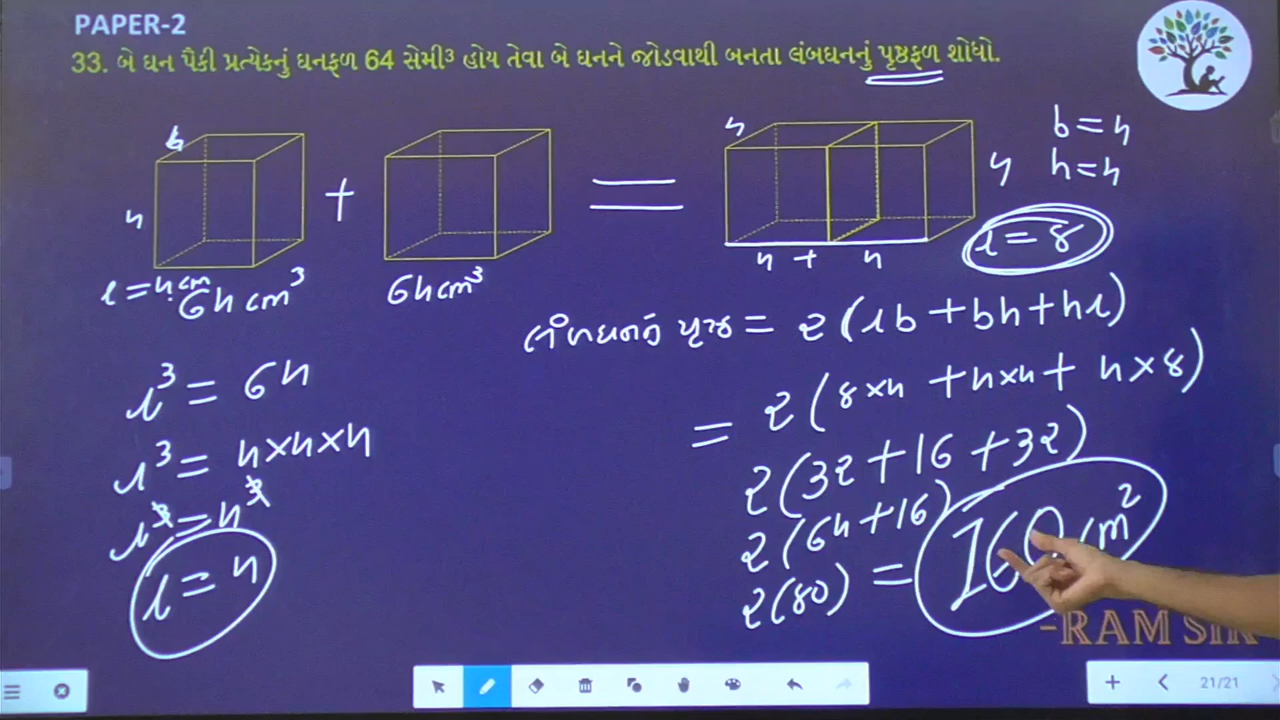 PAPER-2
33. બે ઘન પૈકી પ્રત્યેકનું ઘનફળ 64 સેમી³ હોય તેવા બે ઘનને જોડવાથી બનતા લંબઘનનું પૃષ્ઠફળ શોધો.
b
4
l = 4 cm
64 cm³
+
64 cm³
=
4
4
4 + 4
b = 4
h = 4
l = 8
લંબઘનનું પૃષ્ઠ = 2(lb + bh + hl)
= 2(8×4 + 4×4 + 4×8)
2(32 + 16 + 32)
2(64 + 16)
2(80) = 160 cm²
l³ = 64
l³ = 4×4×4
l³ = 4³
l = 4
-RAM SIR
21/21